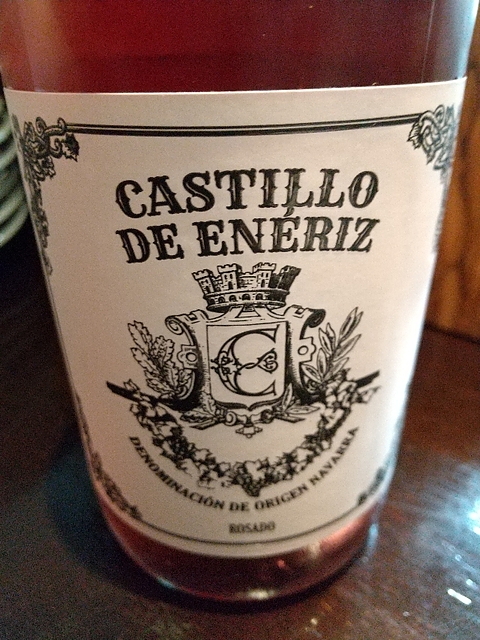 CASTILLO
DE ENÉRIZ
C
DENOMINACIÓN DE ORIGEN NAVARRA
ROSADO